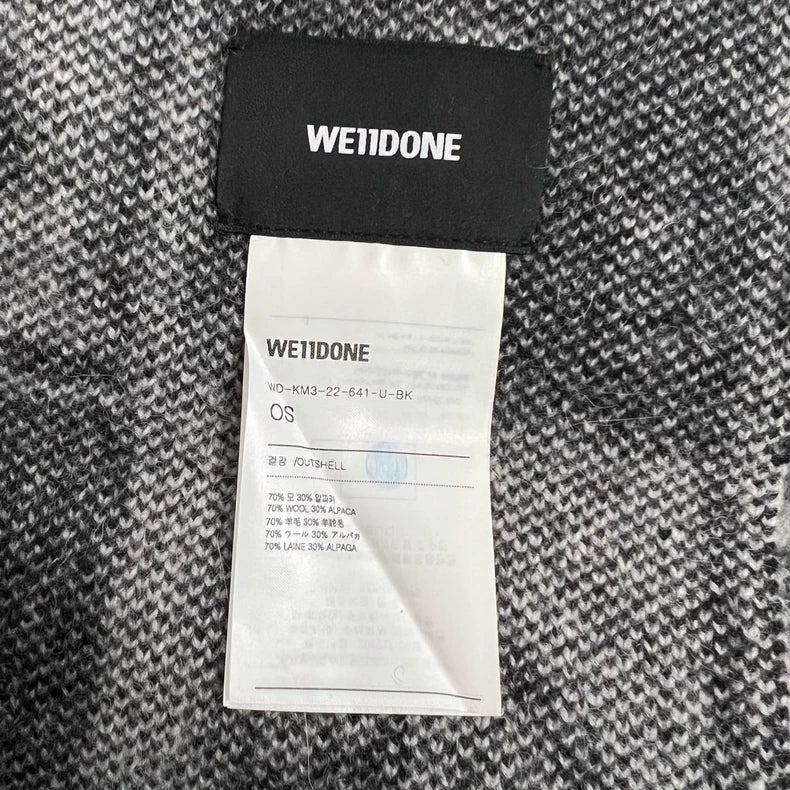 WE11DONE
WE11DONE
WD-KM3-22-641-U-BK
OS
겉감 /OUTSHELL
70% 모 30% 알파카
70% WOOL 30% ALPACA
70% 羊毛 30% 羊驼毛
70% ウール 30% アルパカ
70% LAINE 30% ALPAGA